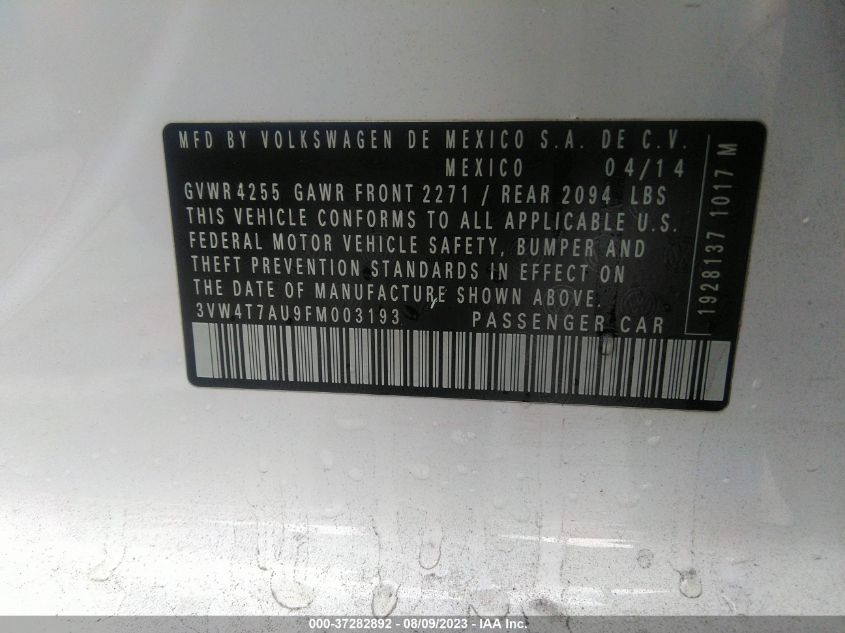 MFD BY VOLKSWAGEN DE MEXICO S.A. DE C.V.
MEXICO 04/14
GVWR 4255 GAWR FRONT 2271 / REAR 2094 LBS
THIS VEHICLE CONFORMS TO ALL APPLICABLE U.S.
FEDERAL MOTOR VEHICLE SAFETY, BUMPER AND
THEFT PREVENTION STANDARDS IN EFFECT ON
THE DATE OF MANUFACTURE SHOWN ABOVE.
3VW4T7AU9FM003193 PASSENGER CAR
1928137 1017 M
000-37282892 - 08/09/2023 - IAA Inc.